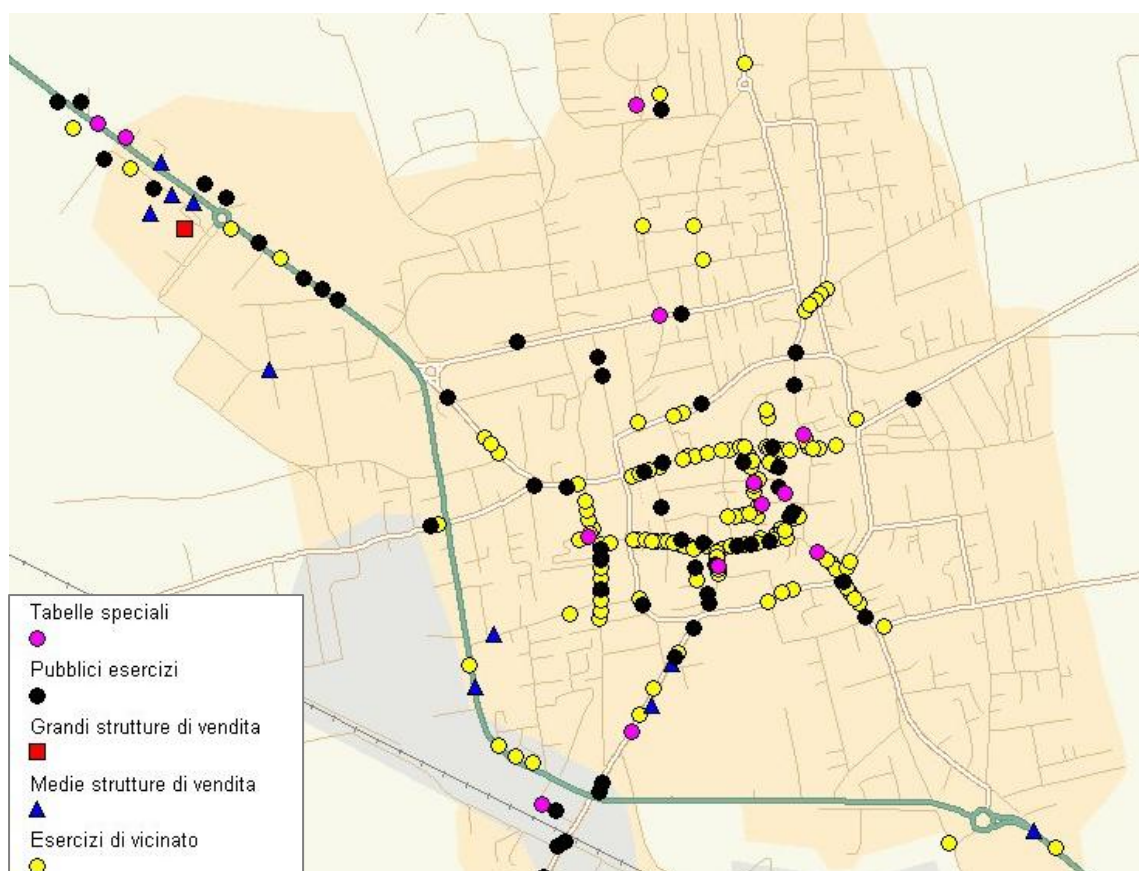 Tabelle speciali
Pubblici esercizi
Grandi strutture di vendita
Medie strutture di vendita
Esercizi di vicinato